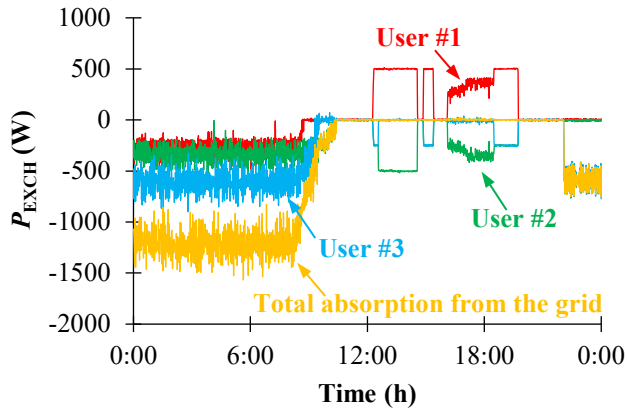 1000
500
0
-500
-1000
-1500
-2000
P_EXCH (W)
User #1
User #2
User #3
Total absorption from the grid
0:00 6:00 12:00 18:00 0:00
Time (h)